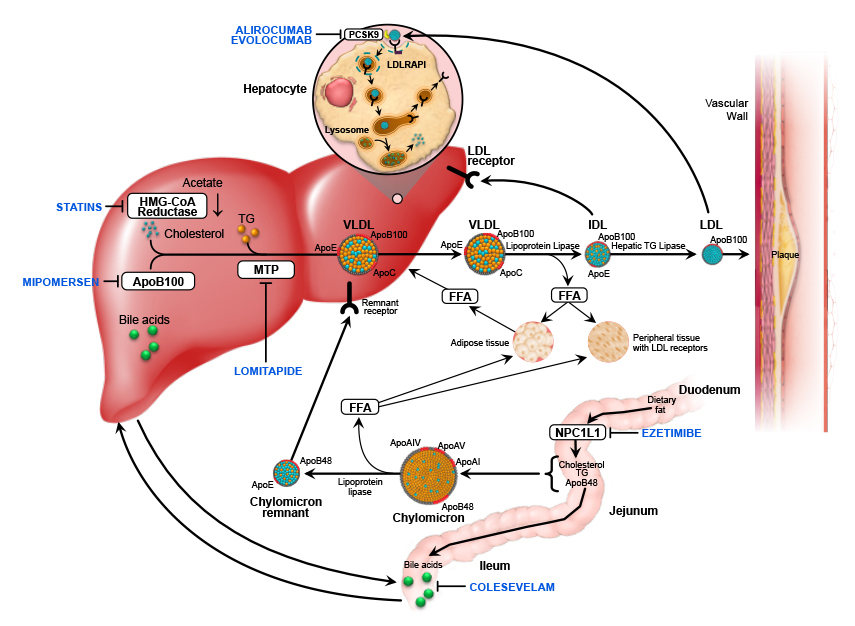 ALIROCUMAB
EVOLOCUMAB
PCSK9
LDLRAPI
Hepatocyte
Lysosome
Vascular
Wall
LDL
receptor
Acetate
STATINS
HMG-CoA
Reductase
Cholesterol
TG
VLDL
ApoB100
ApoE
ApoC
VLDL
ApoB100
ApoE
ApoC
Lipoprotein Lipase
IDL
ApoB100
Hepatic TG Lipase
ApoE
LDL
ApoB100
Plaque
MIPOMERSEN
ApoB100
MTP
FFA
FFA
Remnant
receptor
Bile acids
Adipose tissue
Peripheral tissue
with LDL receptors
LOMITAPIDE
Duodenum
Dietary
fat
FFA
NPC1L1
EZETIMIBE
ApoAIV
ApoAV
ApoAI
ApoB48
ApoE
Lipoprotein
lipase
Cholesterol
TG
ApoB48
Chylomicron
remnant
ApoB48
Chylomicron
Jejunum
Bile acids
Ileum
COLESEVELAM